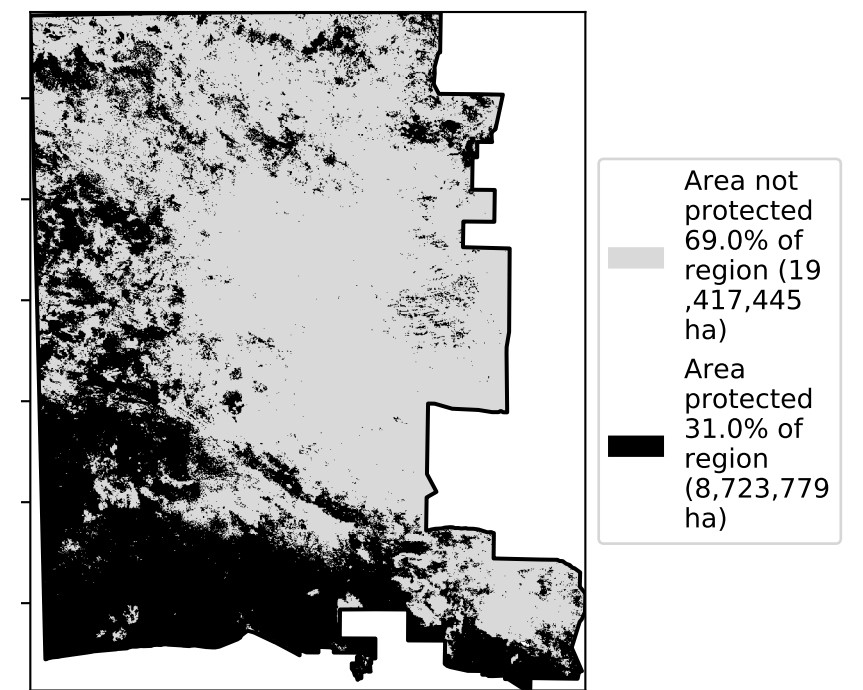 Area not
protected
69.0% of
region (19
,417,445
ha)
Area
protected
31.0% of
region
(8,723,779
ha)